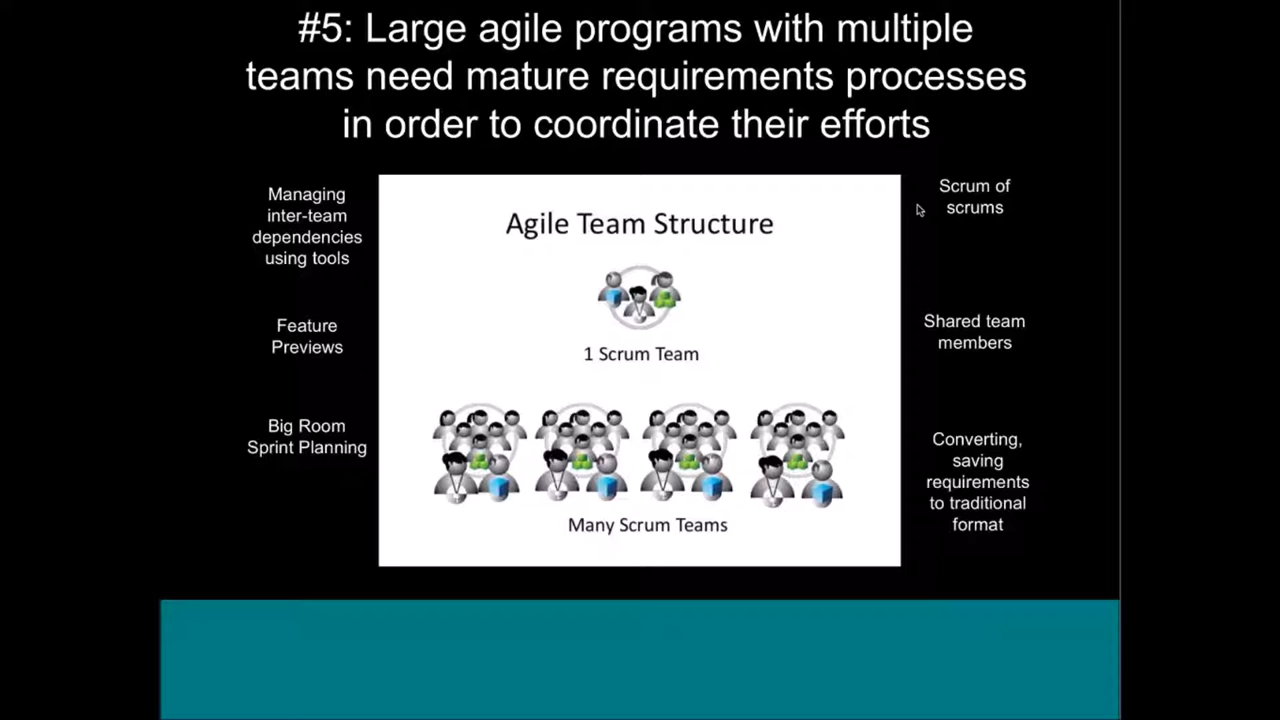 #5: Large agile programs with multiple
teams need mature requirements processes
in order to coordinate their efforts
Managing
inter-team
dependencies
using tools
Feature
Previews
Big Room
Sprint Planning
Agile Team Structure
1 Scrum Team
Many Scrum Teams
Scrum of
scrums
Shared team
members
Converting,
saving
requirements
to traditional
format